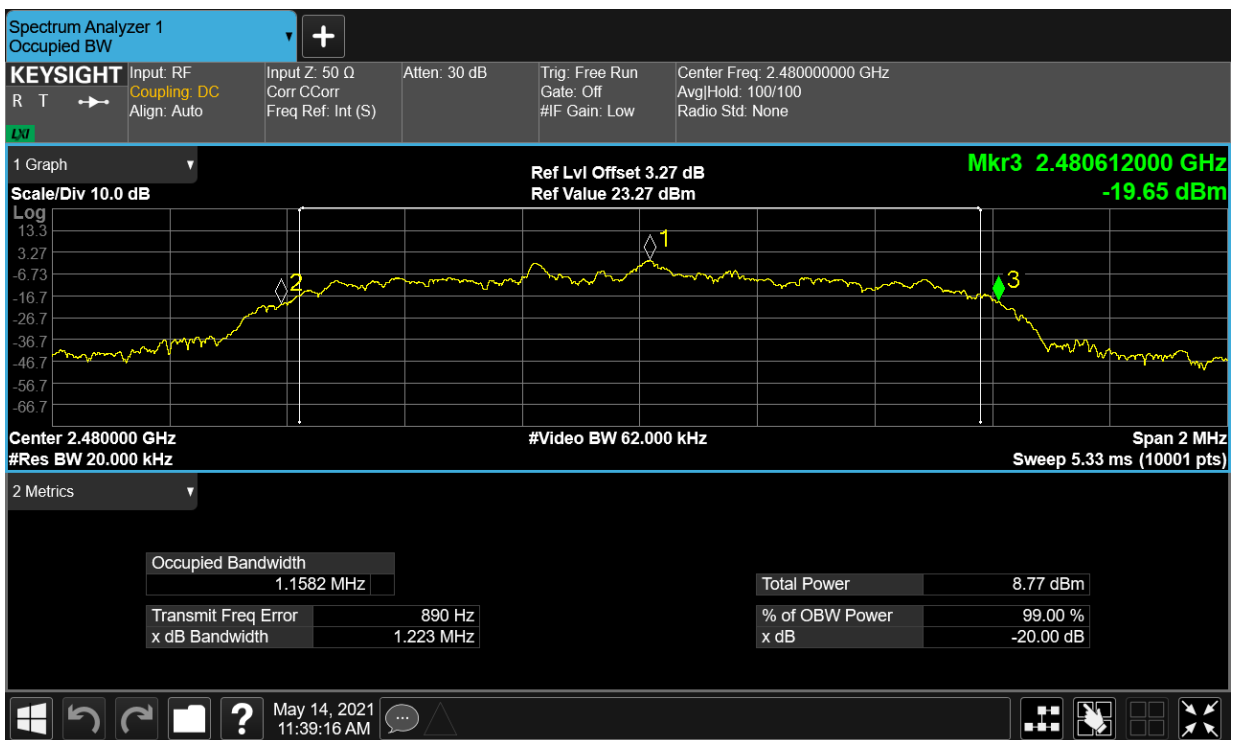 Spectrum Analyzer 1
Occupied BW
▼
+
KEYSIGHT
R T
LXI
Input: RF
Coupling: DC
Align: Auto
Input Z: 50 Ω
Corr CCorr
Freq Ref: Int (S)
Atten: 30 dB
Trig: Free Run
Gate: Off
#IF Gain: Low
Center Freq: 2.480000000 GHz
Avg|Hold: 100/100
Radio Std: None
1 Graph ▼
Scale/Div 10.0 dB
Ref Lvl Offset 3.27 dB
Ref Value 23.27 dBm
Mkr3 2.480612000 GHz
-19.65 dBm
Log
13.3
3.27
-6.73
-16.7
-26.7
-36.7
-46.7
-56.7
-66.7
1
2
3
Center 2.480000 GHz
#Res BW 20.000 kHz
#Video BW 62.000 kHz
Span 2 MHz
Sweep 5.33 ms (10001 pts)
2 Metrics ▼
Occupied Bandwidth
1.1582 MHz
Transmit Freq Error 890 Hz
x dB Bandwidth 1.223 MHz
Total Power 8.77 dBm
% of OBW Power 99.00 %
x dB -20.00 dB
?
May 14, 2021
11:39:16 AM